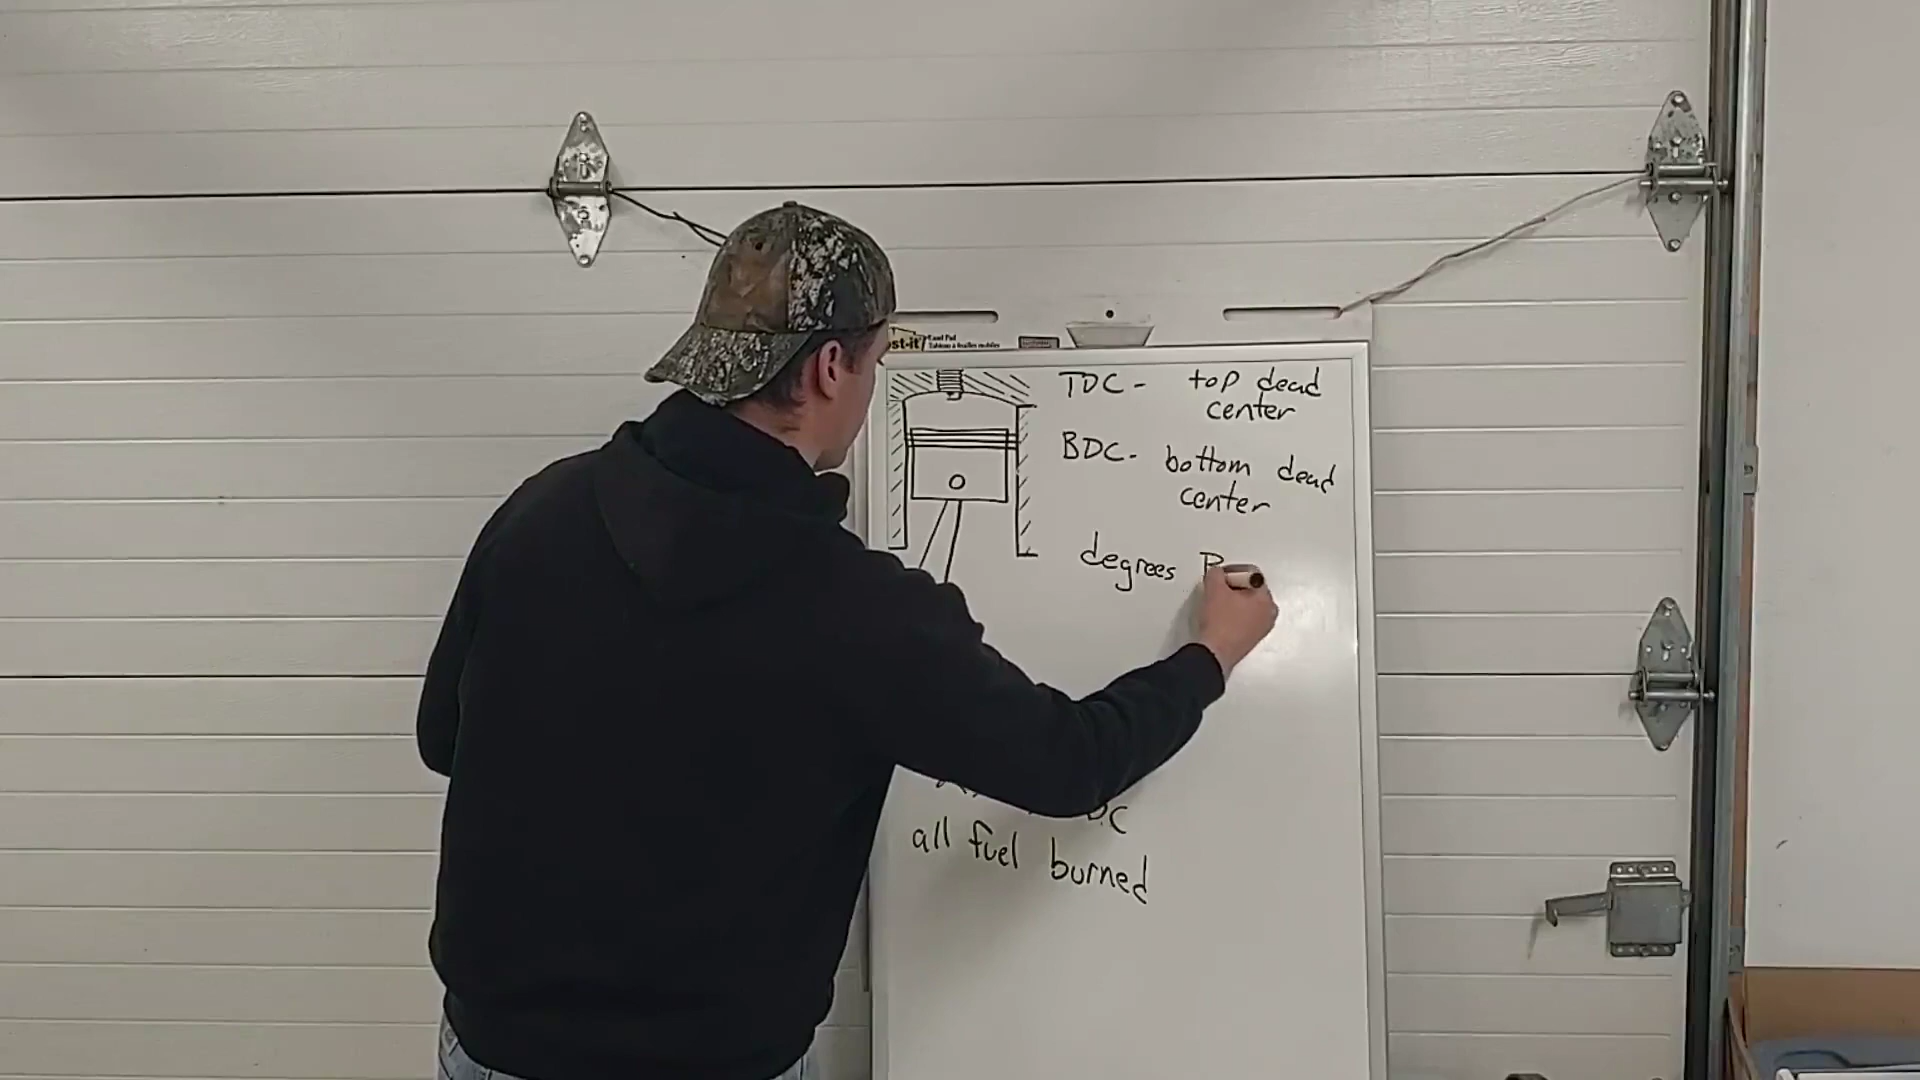 TDC - top dead
center
BDC - bottom dead
center
degrees
all fuel burned